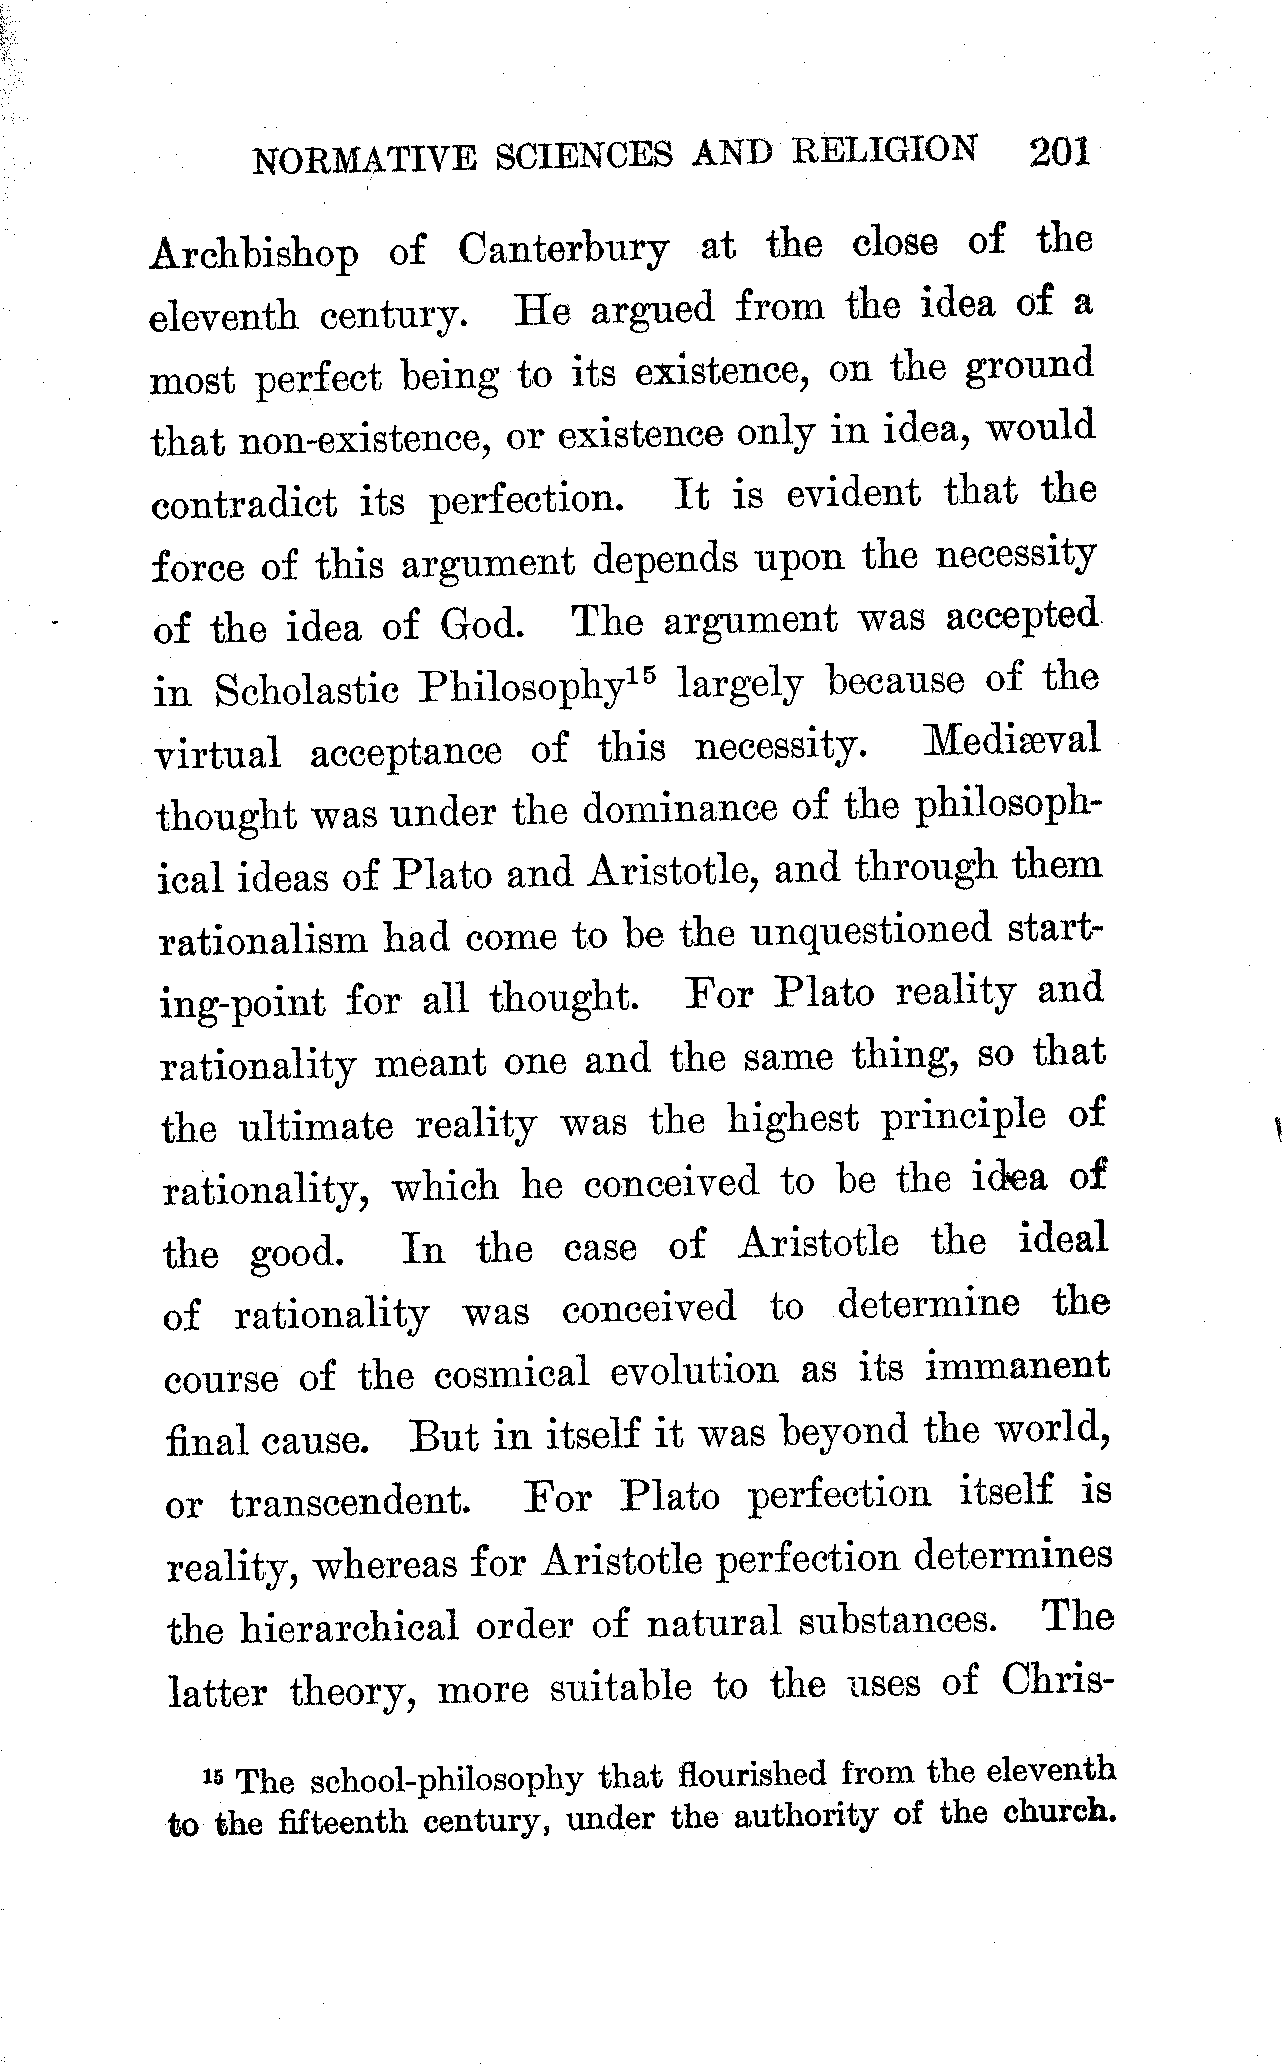 NORMATIVE SCIENCES AND RELIGION 201
Archbishop of Canterbury at the close of the
eleventh century. He argued from the idea of a
most perfect being to its existence, on the ground
that non-existence, or existence only in idea, would
contradict its perfection. It is evident that the
force of this argument depends upon the necessity
of the idea of God. The argument was accepted
in Scholastic Philosophy¹⁵ largely because of the
virtual acceptance of this necessity. Mediæval
thought was under the dominance of the philosoph-
ical ideas of Plato and Aristotle, and through them
rationalism had come to be the unquestioned start-
ing-point for all thought. For Plato reality and
rationality meant one and the same thing, so that
the ultimate reality was the highest principle of
rationality, which he conceived to be the idea of
the good. In the case of Aristotle the ideal
of rationality was conceived to determine the
course of the cosmical evolution as its immanent
final cause. But in itself it was beyond the world,
or transcendent. For Plato perfection itself is
reality, whereas for Aristotle perfection determines
the hierarchical order of natural substances. The
latter theory, more suitable to the uses of Chris-
¹⁵ The school-philosophy that flourished from the eleventh
to the fifteenth century, under the authority of the church.